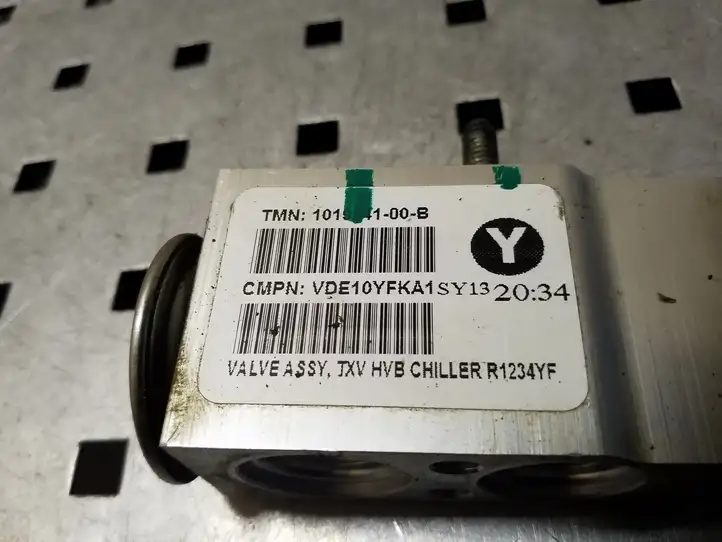 TMN:
Y
CMPN: VDE10YFKA1SY13 20:34
VALVE ASSY, TXV HVB CHILLER R1234YF